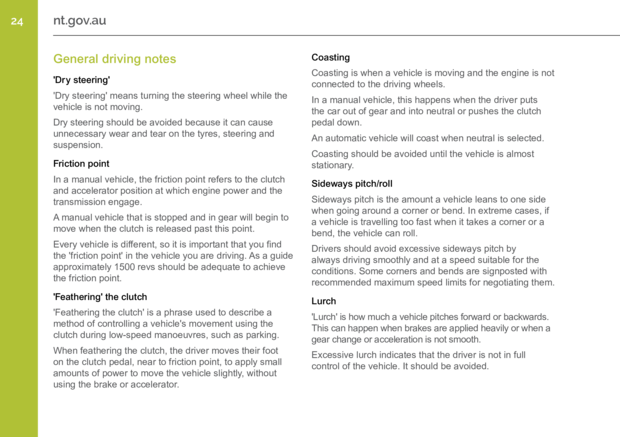 24
nt.gov.au
General driving notes
'Dry steering'
'Dry steering' means turning the steering wheel while the
vehicle is not moving.
Dry steering should be avoided because it can cause
unnecessary wear and tear on the tyres, steering and
suspension.
Friction point
In a manual vehicle, the friction point refers to the clutch
and accelerator position at which engine power and the
transmission engage.
A manual vehicle that is stopped and in gear will begin to
move when the clutch is released past this point.
Every vehicle is different, so it is important that you find
the 'friction point' in the vehicle you are driving. As a guide
approximately 1500 revs should be adequate to achieve
the friction point.
'Feathering' the clutch
'Feathering the clutch' is a phrase used to describe a
method of controlling a vehicle's movement using the
clutch during low-speed manoeuvres, such as parking.
When feathering the clutch, the driver moves their foot
on the clutch pedal, near to friction point, to apply small
amounts of power to move the vehicle slightly, without
using the brake or accelerator.
Coasting
Coasting is when a vehicle is moving and the engine is not
connected to the driving wheels.
In a manual vehicle, this happens when the driver puts
the car out of gear and into neutral or pushes the clutch
pedal down.
An automatic vehicle will coast when neutral is selected.
Coasting should be avoided until the vehicle is almost
stationary.
Sideways pitch/roll
Sideways pitch is the amount a vehicle leans to one side
when going around a corner or bend. In extreme cases, if
a vehicle is travelling too fast when it takes a corner or a
bend, the vehicle can roll.
Drivers should avoid excessive sideways pitch by
always driving smoothly and at a speed suitable for the
conditions. Some corners and bends are signposted with
recommended maximum speed limits for negotiating them.
Lurch
'Lurch' is how much a vehicle pitches forward or backwards.
This can happen when brakes are applied heavily or when a
gear change or acceleration is not smooth.
Excessive lurch indicates that the driver is not in full
control of the vehicle. It should be avoided.